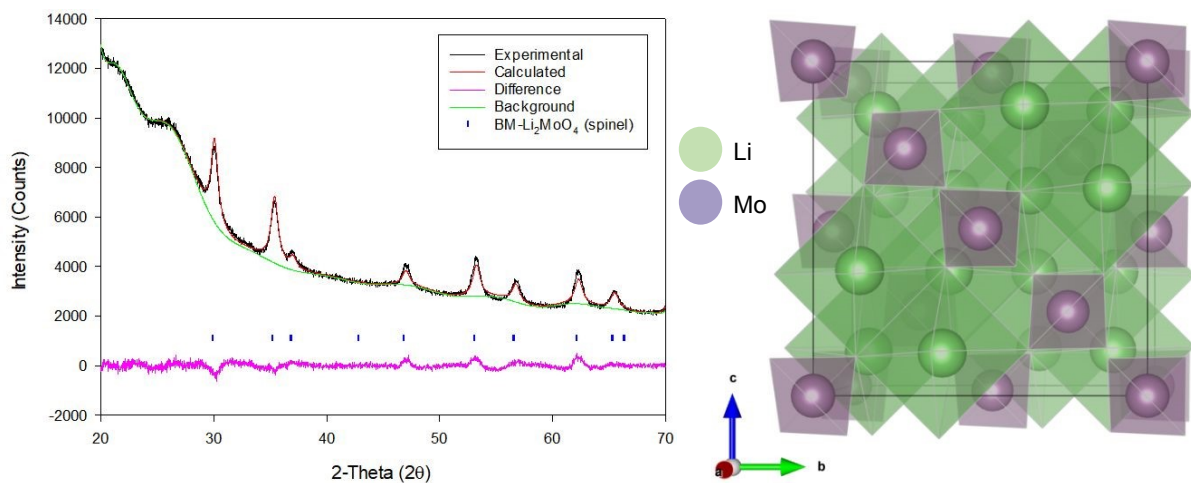 14000
12000
10000
8000
6000
4000
2000
0
-2000
Intensity (Counts)
20
30
40
50
60
70
2-Theta (2θ)
Experimental
Calculated
Difference
Background
BM-Li₂MoO₄ (spinel)
Li
Mo
c
a
b